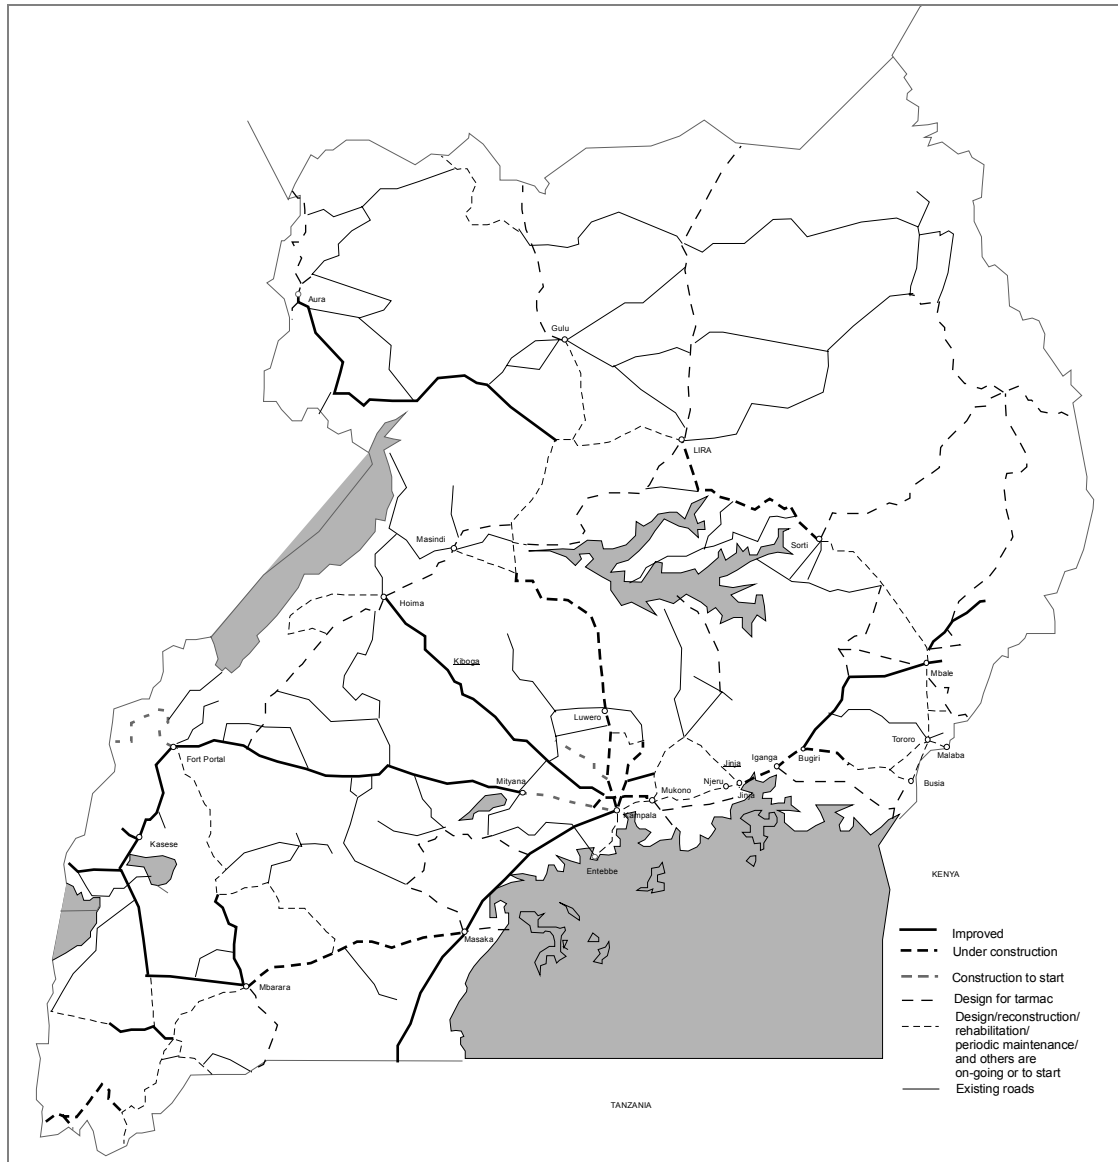 Aura
Gulu
LIRA
Masindi
Sorti
Hoima
Kiboga
Mbale
Luwero
Tororo
Malaba
Iganga
Bugiri
Fort Portal
Jinja
Mityana
Njeru
Busia
Mukono
Jinja
Kampala
Kasese
Entebbe
KENYA
Masaka
Mbarara
Improved
Under construction
Construction to start
Design for tarmac
Design/reconstruction/
rehabilitation/
periodic maintenance/
and others are
on-going or to start
Existing roads
TANZANIA